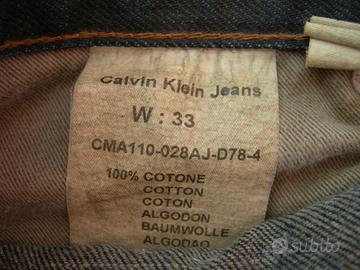 Calvin Klein Jeans
W : 33
CMA110-028AJ-D78-4
100% COTONE
COTTON
COTON
ALGODON
BAUMWOLLE
ALGODAO
subito